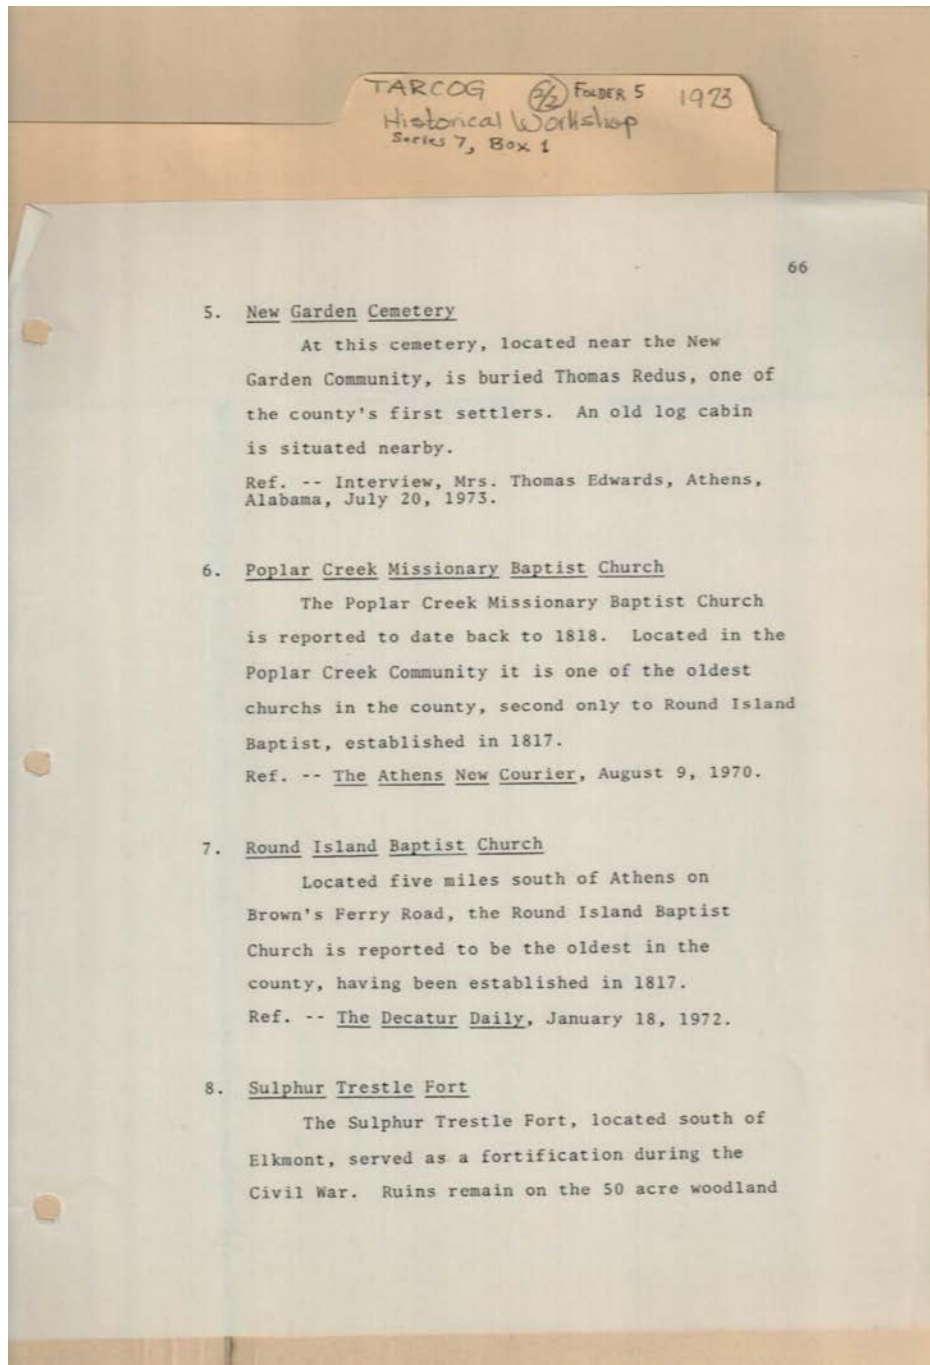 TARCOG 2/2 FOLDER 5 1973
Historical Workshop
Series 7, Box 1
66
5. New Garden Cemetery
At this cemetery, located near the New
Garden Community, is buried Thomas Redus, one of
the county's first settlers. An old log cabin
is situated nearby.
Ref. -- Interview, Mrs. Thomas Edwards, Athens,
Alabama, July 20, 1973.
6. Poplar Creek Missionary Baptist Church
The Poplar Creek Missionary Baptist Church
is reported to date back to 1818. Located in the
Poplar Creek Community it is one of the oldest
churchs in the county, second only to Round Island
Baptist, established in 1817.
Ref. -- The Athens New Courier, August 9, 1970.
7. Round Island Baptist Church
Located five miles south of Athens on
Brown's Ferry Road, the Round Island Baptist
Church is reported to be the oldest in the
county, having been established in 1817.
Ref. -- The Decatur Daily, January 18, 1972.
8. Sulphur Trestle Fort
The Sulphur Trestle Fort, located south of
Elkmont, served as a fortification during the
Civil War. Ruins remain on the 50 acre woodland